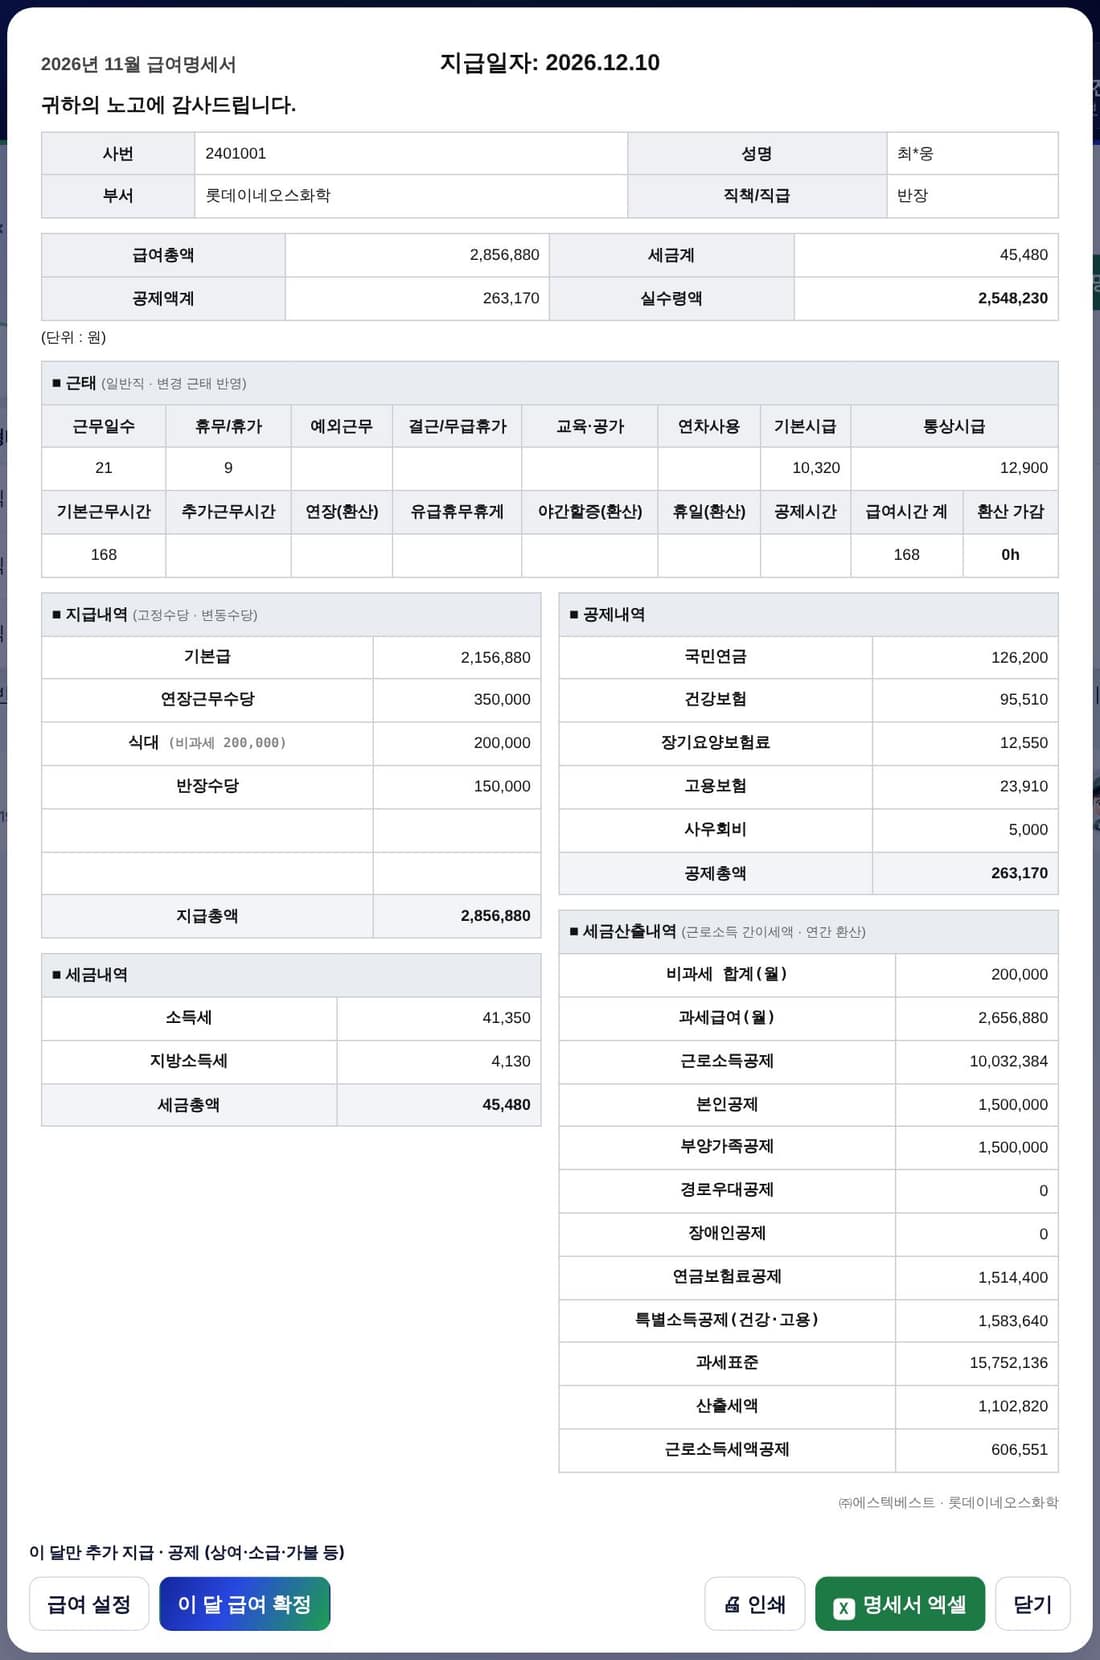 2026년 11월 급여명세서
지급일자: 2026.12.10
귀하의 노고에 감사드립니다.
사번 2401001 성명 최*웅
부서 롯데이네오스화학 직책/직급 반장
급여총액 2,856,880 세금계 45,480
공제액계 263,170 실수령액 2,548,230
(단위 : 원)
■ 근태 (일반직 · 변경 근태 반영)
근무일수 휴무/휴가 예외근무 결근/무급휴가 교육·공가 연차사용 기본시급 통상시급
21 9 10,320 12,900
기본근무시간 추가근무시간 연장(환산) 유급휴무휴게 야간할증(환산) 휴일(환산) 공제시간 급여시간 계 환산 가감
168 168 0h
■ 지급내역 (고정수당 · 변동수당)
기본급 2,156,880
연장근무수당 350,000
식대 (비과세 200,000) 200,000
반장수당 150,000
지급총액 2,856,880
■ 세금내역
소득세 41,350
지방소득세 4,130
세금총액 45,480
■ 공제내역
국민연금 126,200
건강보험 95,510
장기요양보험료 12,550
고용보험 23,910
사우회비 5,000
공제총액 263,170
■ 세금산출내역 (근로소득 간이세액 · 연간 환산)
비과세 합계(월) 200,000
과세급여(월) 2,656,880
근로소득공제 10,032,384
본인공제 1,500,000
부양가족공제 1,500,000
경로우대공제 0
장애인공제 0
연금보험료공제 1,514,400
특별소득공제(건강·고용) 1,583,640
과세표준 15,752,136
산출세액 1,102,820
근로소득세액공제 606,551
㈜에스텍베스트 · 롯데이네오스화학
이 달만 추가 지급 · 공제 (상여·소급·가불 등)
급여 설정 이 달 급여 확정 인쇄 X 명세서 엑셀 닫기